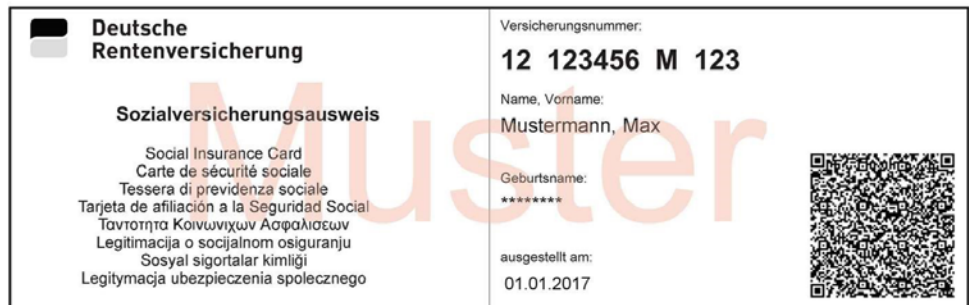 Deutsche
Rentenversicherung
Sozialversicherungsausweis
Social Insurance Card
Carte de sécurité sociale
Tessera di previdenza sociale
Tarjeta de afiliación a la Seguridad Social
Ταντοτητα Κοινωνιχων Ασφαλισεων
Legitimacija o socijalnom osiguranju
Sosyal sigortalar kimliği
Legitymacja ubezpieczenia spolecznego
Versicherungsnummer:
12 123456 M 123
Name, Vorname:
Mustermann, Max
Geburtsname:
********
ausgestellt am:
01.01.2017
Muster